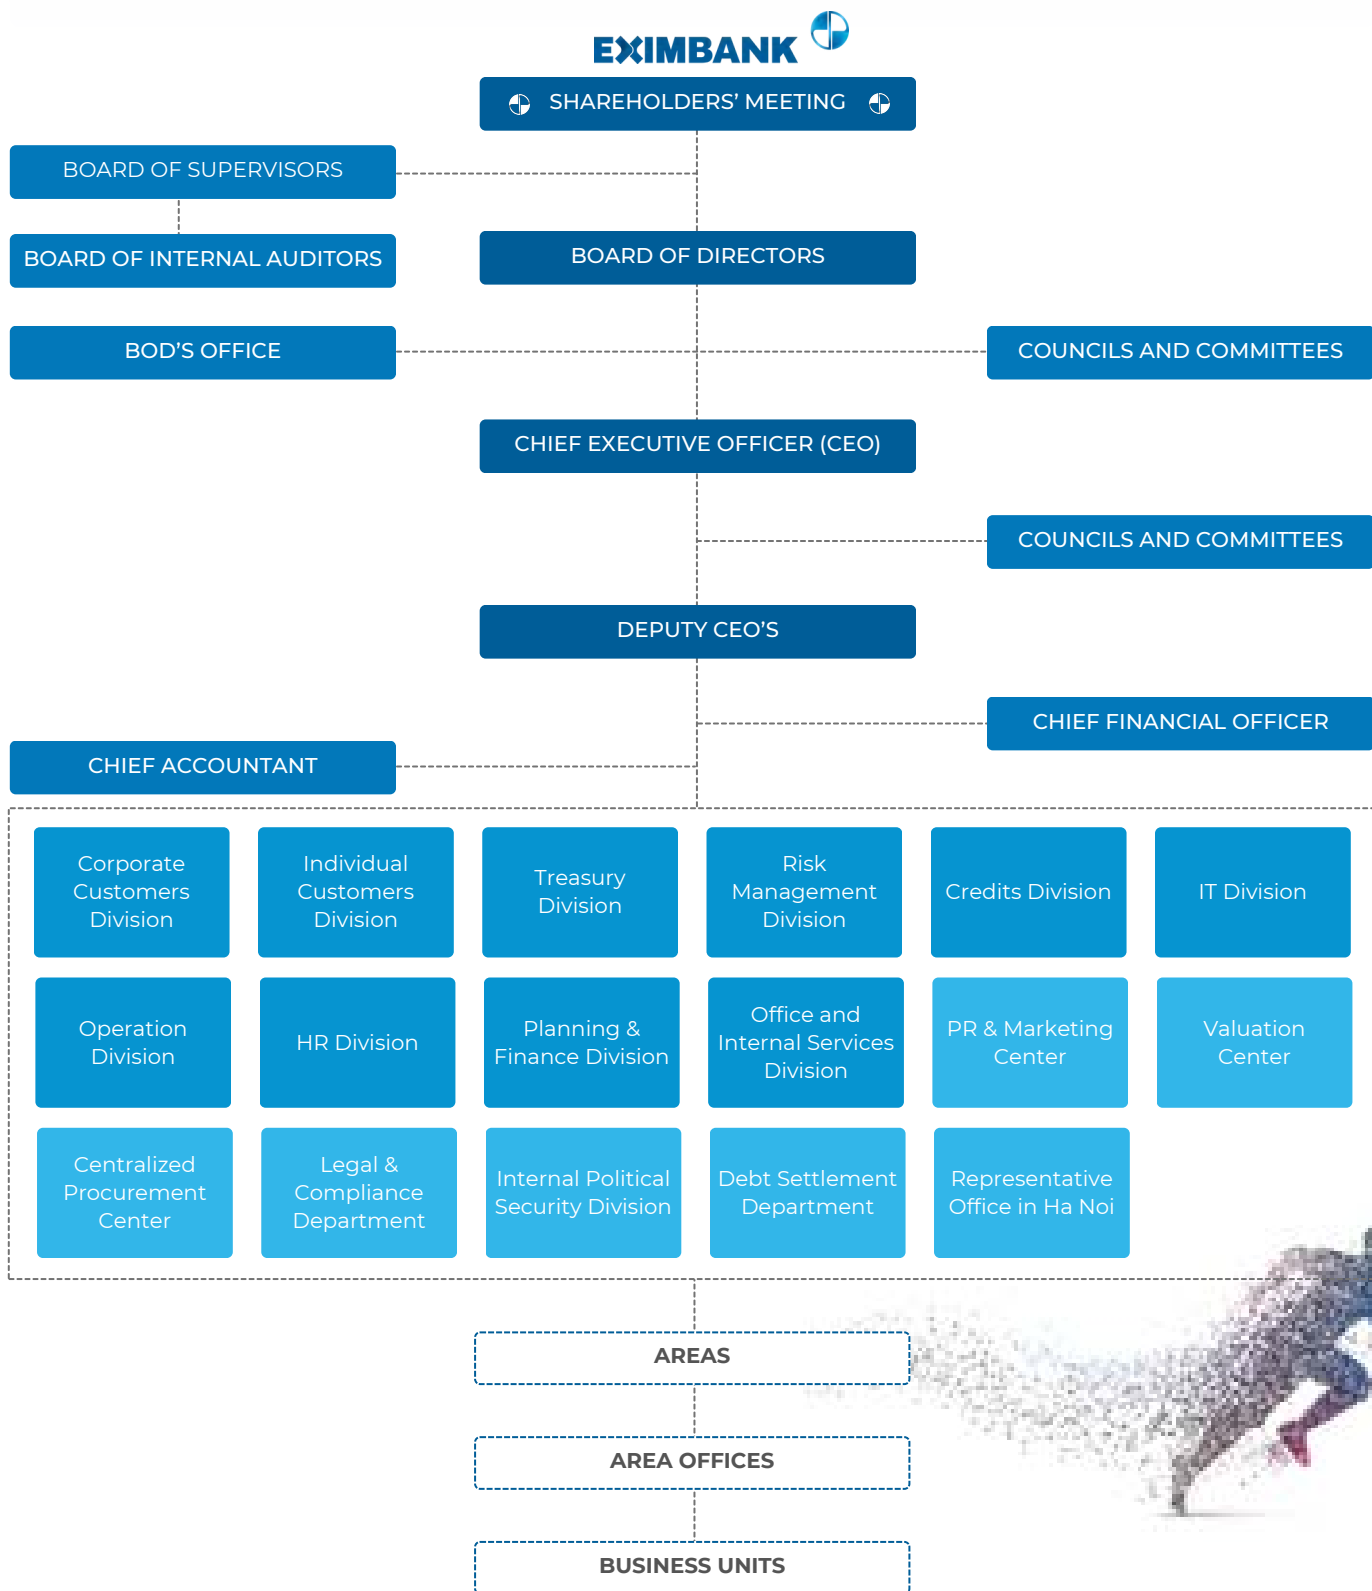 EXIMBANK
SHAREHOLDERS' MEETING
BOARD OF SUPERVISORS
BOARD OF INTERNAL AUDITORS
BOARD OF DIRECTORS
BOD'S OFFICE
COUNCILS AND COMMITTEES
CHIEF EXECUTIVE OFFICER (CEO)
COUNCILS AND COMMITTEES
DEPUTY CEO'S
CHIEF FINANCIAL OFFICER
CHIEF ACCOUNTANT
Corporate
Customers
Division
Individual
Customers
Division
Treasury
Division
Risk
Management
Division
Credits Division
IT Division
Operation
Division
HR Division
Planning &
Finance Division
Office and
Internal Services
Division
PR & Marketing
Center
Valuation
Center
Centralized
Procurement
Center
Legal &
Compliance
Department
Internal Political
Security Division
Debt Settlement
Department
Representative
Office in Ha Noi
AREAS
AREA OFFICES
BUSINESS UNITS